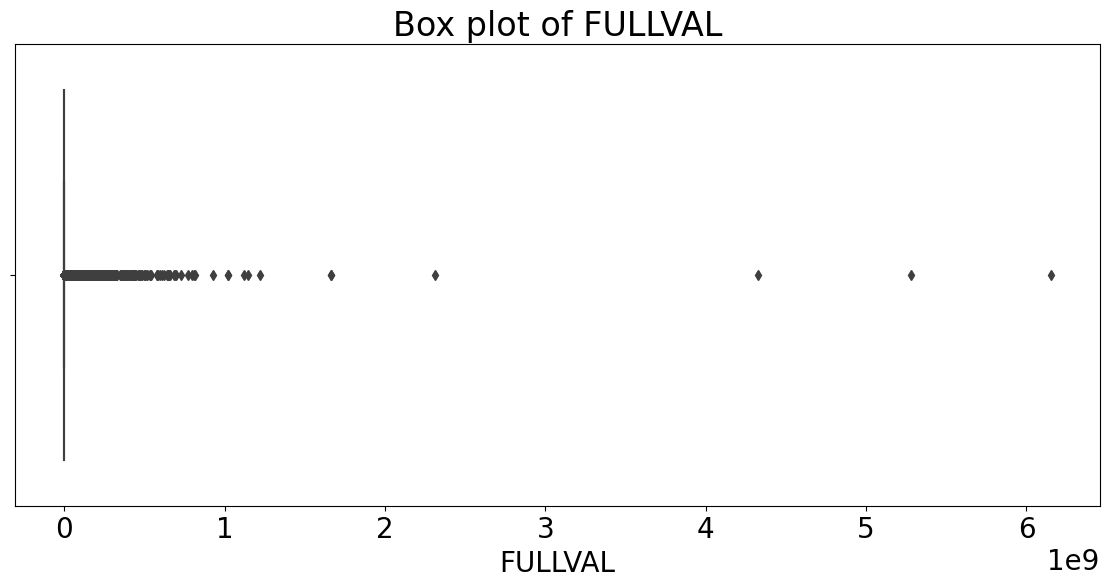 Box plot of FULLVAL
0 1 2 3 4 5 6
1e9
FULLVAL